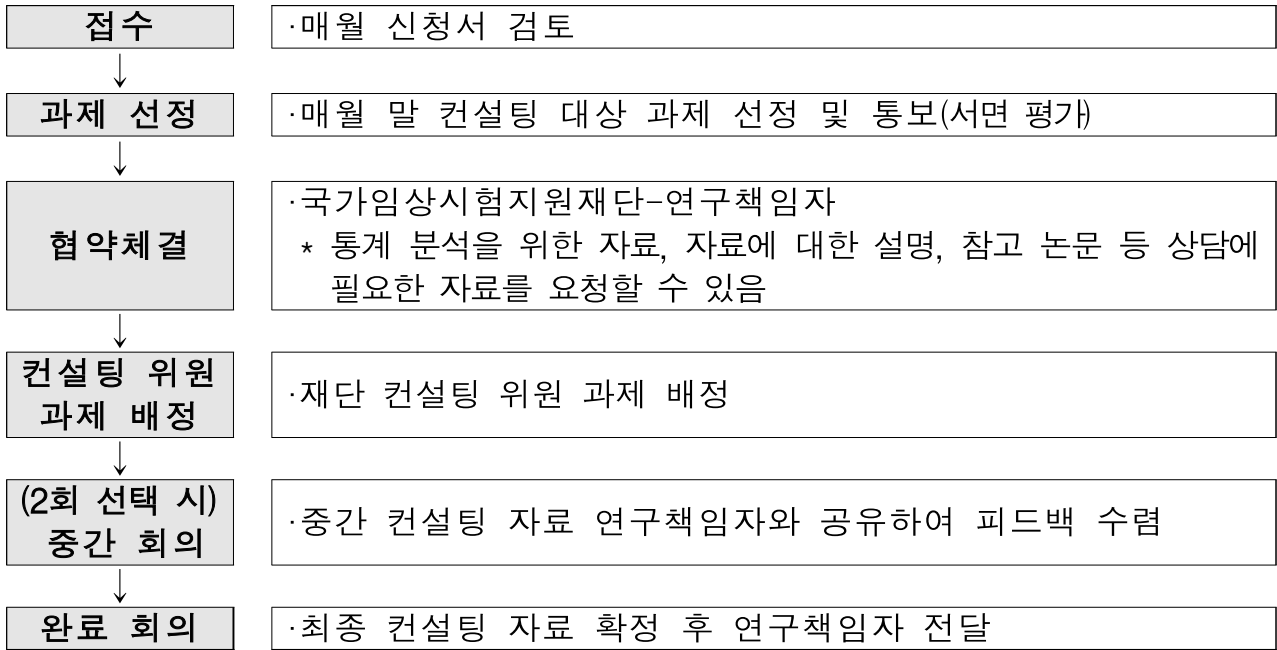 접수
·매월 신청서 검토
과제 선정
·매월 말 컨설팅 대상 과제 선정 및 통보(서면 평가)
협약체결
·국가임상시험지원재단-연구책임자
* 통계 분석을 위한 자료, 자료에 대한 설명, 참고 논문 등 상담에
필요한 자료를 요청할 수 있음
컨설팅 위원
과제 배정
·재단 컨설팅 위원 과제 배정
(2회 선택 시)
중간 회의
·중간 컨설팅 자료 연구책임자와 공유하여 피드백 수렴
완료 회의
·최종 컨설팅 자료 확정 후 연구책임자 전달